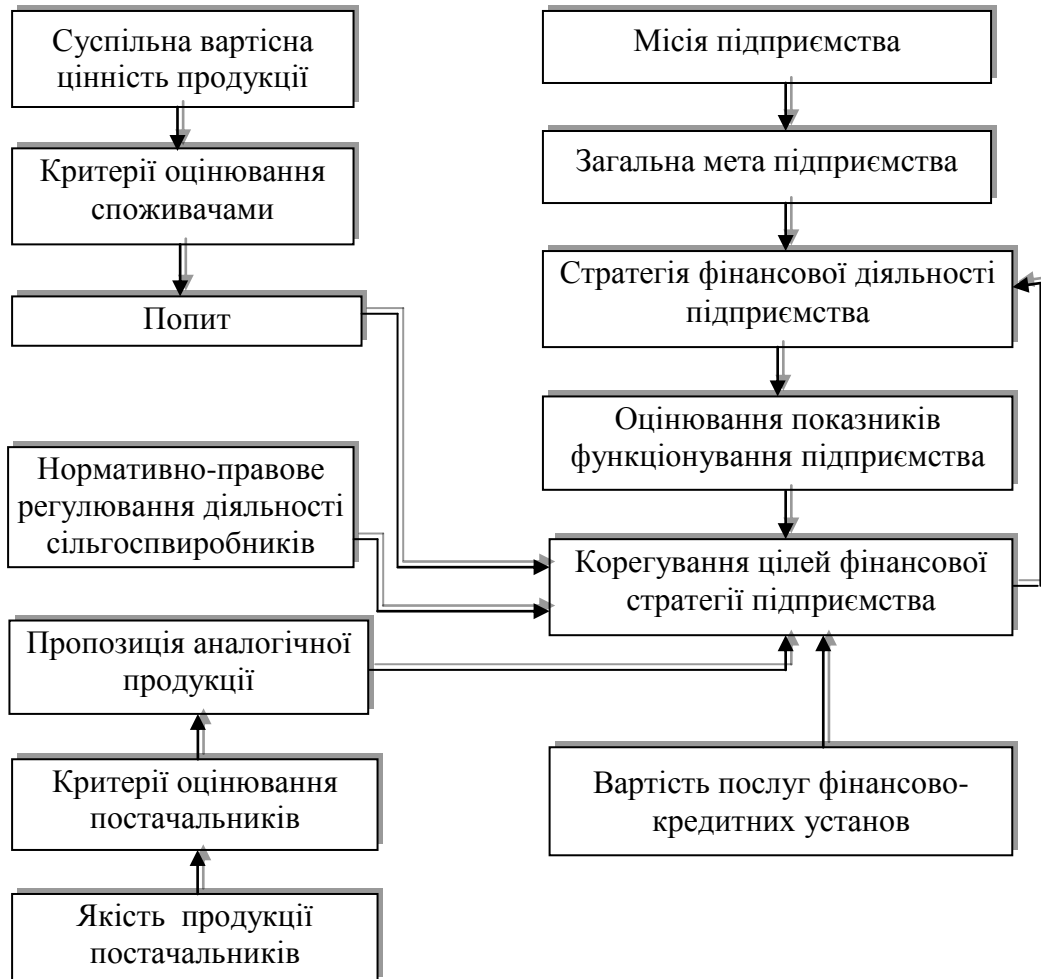 Суспільна вартісна
цінність продукції
Критерії оцінювання
споживачами
Попит
Нормативно-правове
регулювання діяльності
сільгоспвиробників
Пропозиція аналогічної
продукції
Критерії оцінювання
постачальників
Якість продукції
постачальників
Місія підприємства
Загальна мета підприємства
Стратегія фінансової діяльності
підприємства
Оцінювання показників
функціонування підприємства
Корегування цілей фінансової
стратегії підприємства
Вартість послуг фінансово-
кредитних установ